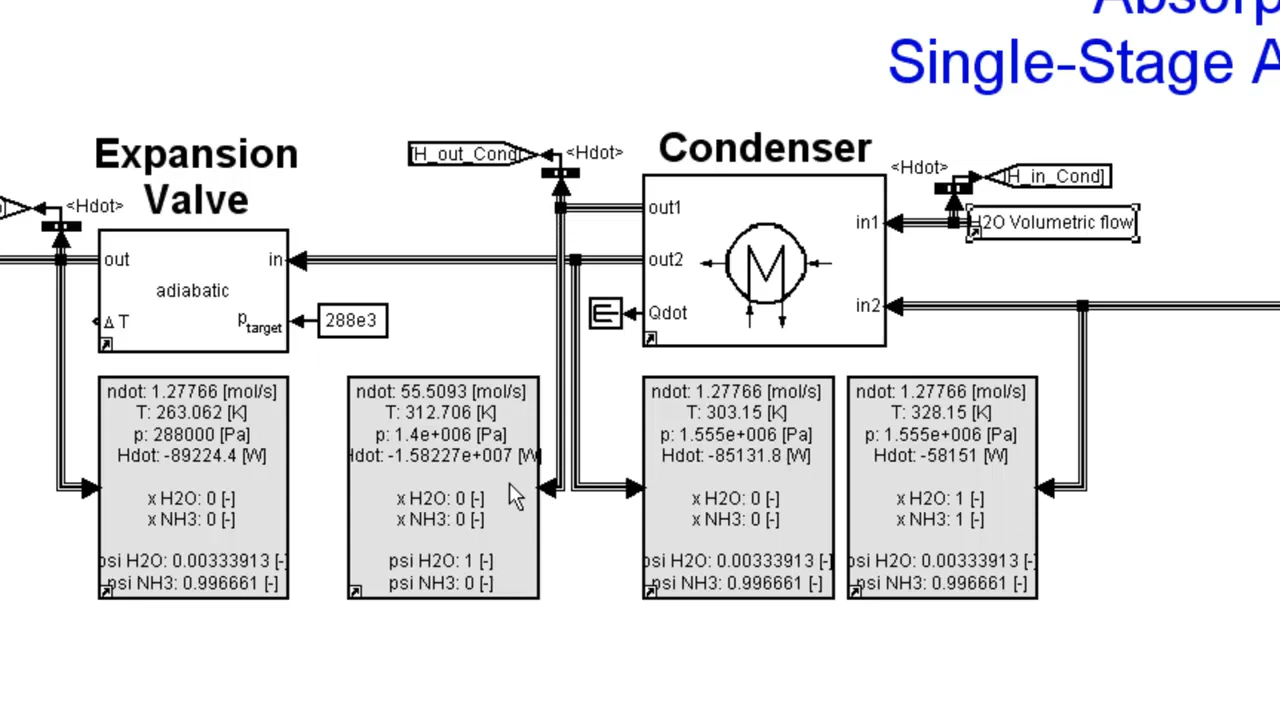 Absorp
Single-Stage A
Expansion
Valve
<Hdot>
out
in
adiabatic
Δ T
p target
288e3
[H_out_Cond]
<Hdot>
Condenser
out1
out2
Qdot
in1
in2
<Hdot>
[H_in_Cond]
H2O Volumetric flow
ndot: 1.27766 [mol/s]
T: 263.062 [K]
p: 288000 [Pa]
Hdot: -89224.4 [W]
x H2O: 0 [-]
x NH3: 0 [-]
psi H2O: 0.00333913 [-]
psi NH3: 0.996661 [-]
ndot: 55.5093 [mol/s]
T: 312.706 [K]
p: 1.4e+006 [Pa]
Hdot: -1.58227e+007 [W]
x H2O: 0 [-]
x NH3: 0 [-]
psi H2O: 1 [-]
psi NH3: 0 [-]
ndot: 1.27766 [mol/s]
T: 303.15 [K]
p: 1.555e+006 [Pa]
Hdot: -85131.8 [W]
x H2O: 0 [-]
x NH3: 0 [-]
psi H2O: 0.00333913 [-]
psi NH3: 0.996661 [-]
ndot: 1.27766 [mol/s]
T: 328.15 [K]
p: 1.555e+006 [Pa]
Hdot: -58151 [W]
x H2O: 1 [-]
x NH3: 1 [-]
psi H2O: 0.00333913 [-]
psi NH3: 0.996661 [-]